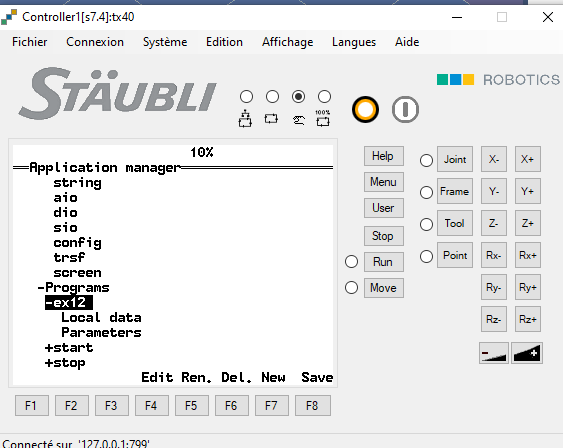 Controller1[s7.4]:tx40
Fichier Connexion Système Edition Affichage Langues Aide
STÄUBLI
ROBOTICS
100%
10%
Application manager
string
aio
dio
sio
config
trsf
screen
-Programs
-ex12
Local data
Parameters
+start
+stop
Edit Ren. Del. New Save
Help
Menu
User
Stop
Run
Move
Joint X- X+
Frame Y- Y+
Tool Z- Z+
Point Rx- Rx+
Ry- Ry+
Rz- Rz+
- +
F1 F2 F3 F4 F5 F6 F7 F8
Connecté sur '127.0.0.1:799'